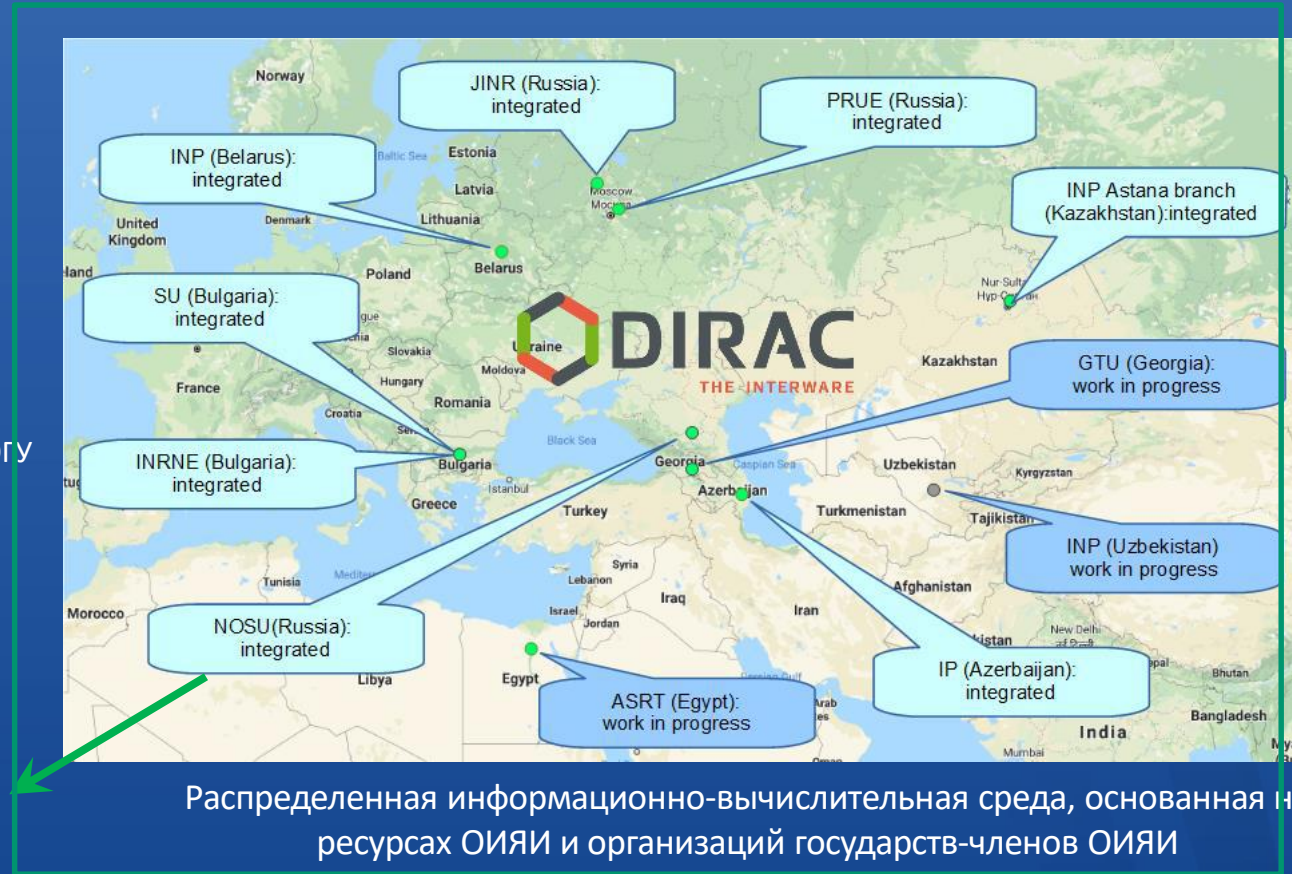 Norway
JINR (Russia):
integrated
PRUE (Russia):
integrated
INP (Belarus):
integrated
Baltic Sea
Estonia
Latvia
Lithuania
Moscow
INP Astana branch
(Kazakhstan):integrated
United
Kingdom
Denmark
Belarus
Poland
SU (Bulgaria):
integrated
DIRAC
THE INTERWARE
Slovakia
Moldova
Kazakhstan
GTU (Georgia):
work in progress
France
Hungary
Croatia
Romania
ОГУ
INRNE (Bulgaria):
integrated
Bulgaria
Black Sea
Georgia
Caspian Sea
Uzbekistan
Kyrgyzstan
Istanbul
Greece
Turkey
Azerbaijan
Turkmenistan
Tajikistan
INP (Uzbekistan)
work in progress
Tunisia
Syria
Lebanon
Iraq
Iran
Afghanistan
Morocco
Israel
Jordan
New Delhi
NOSU(Russia):
integrated
Libya
Egypt
ASRT (Egypt):
work in progress
IP (Azerbaijan):
integrated
Bhutan
Bangladesh
India
Mumbai
Распределенная информационно-вычислительная среда, основанная н
ресурсах ОИЯИ и организаций государств-членов ОИЯИ